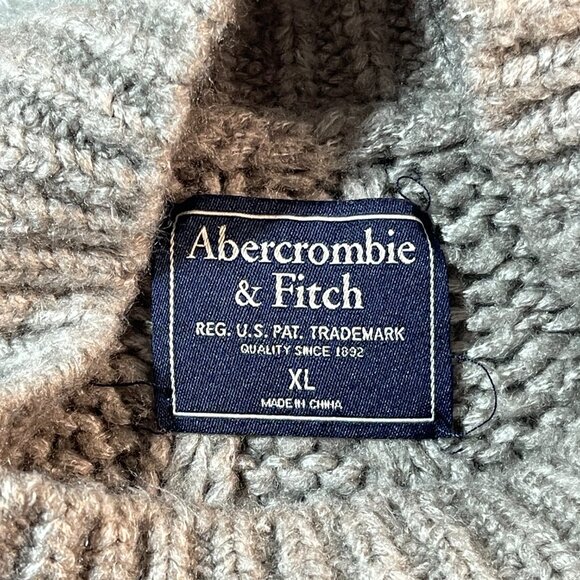 Abercrombie
& Fitch
REG. U.S. PAT. TRADEMARK
QUALITY SINCE 1892
XL
MADE IN CHINA